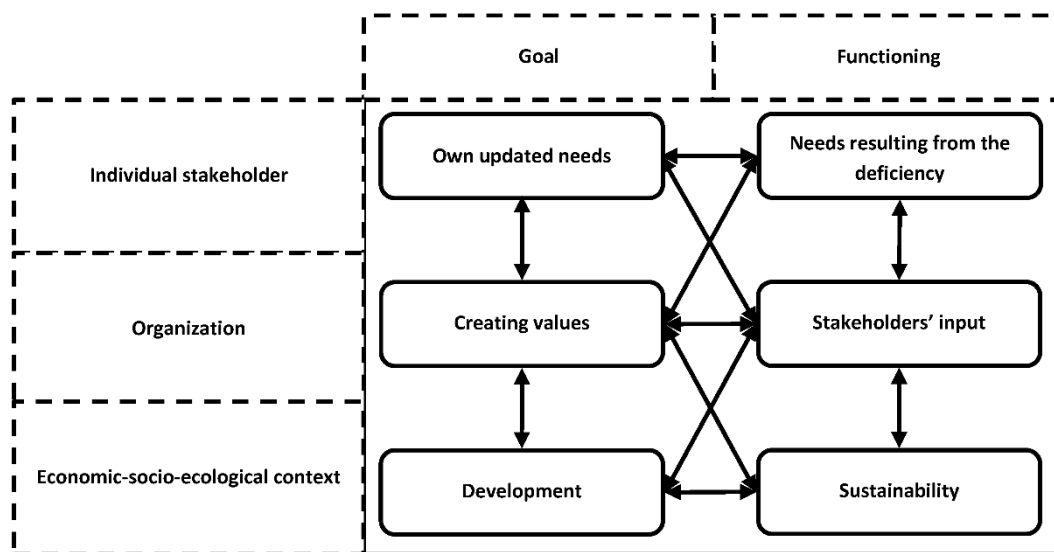 Goal
Functioning
Individual stakeholder
Own updated needs
Needs resulting from the
deficiency
Organization
Creating values
Stakeholders’ input
Economic-socio-ecological context
Development
Sustainability